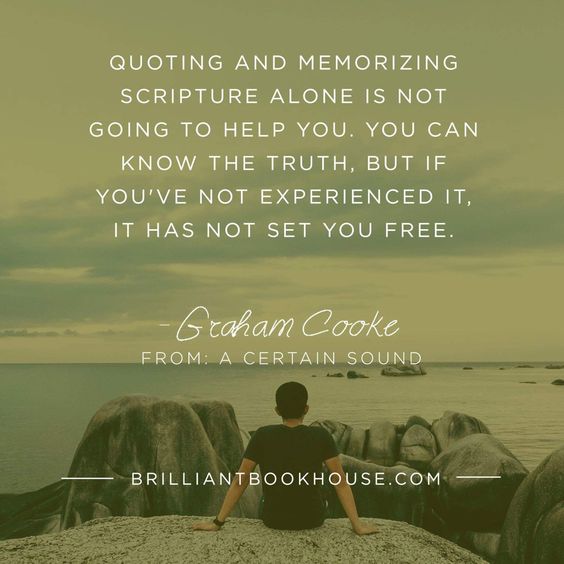 QUOTING AND MEMORIZING
SCRIPTURE ALONE IS NOT
GOING TO HELP YOU. YOU CAN
KNOW THE TRUTH, BUT IF
YOU'VE NOT EXPERIENCED IT,
IT HAS NOT SET YOU FREE.
- Graham Cooke
FROM: A CERTAIN SOUND
BRILLIANTBOOKHOUSE.COM